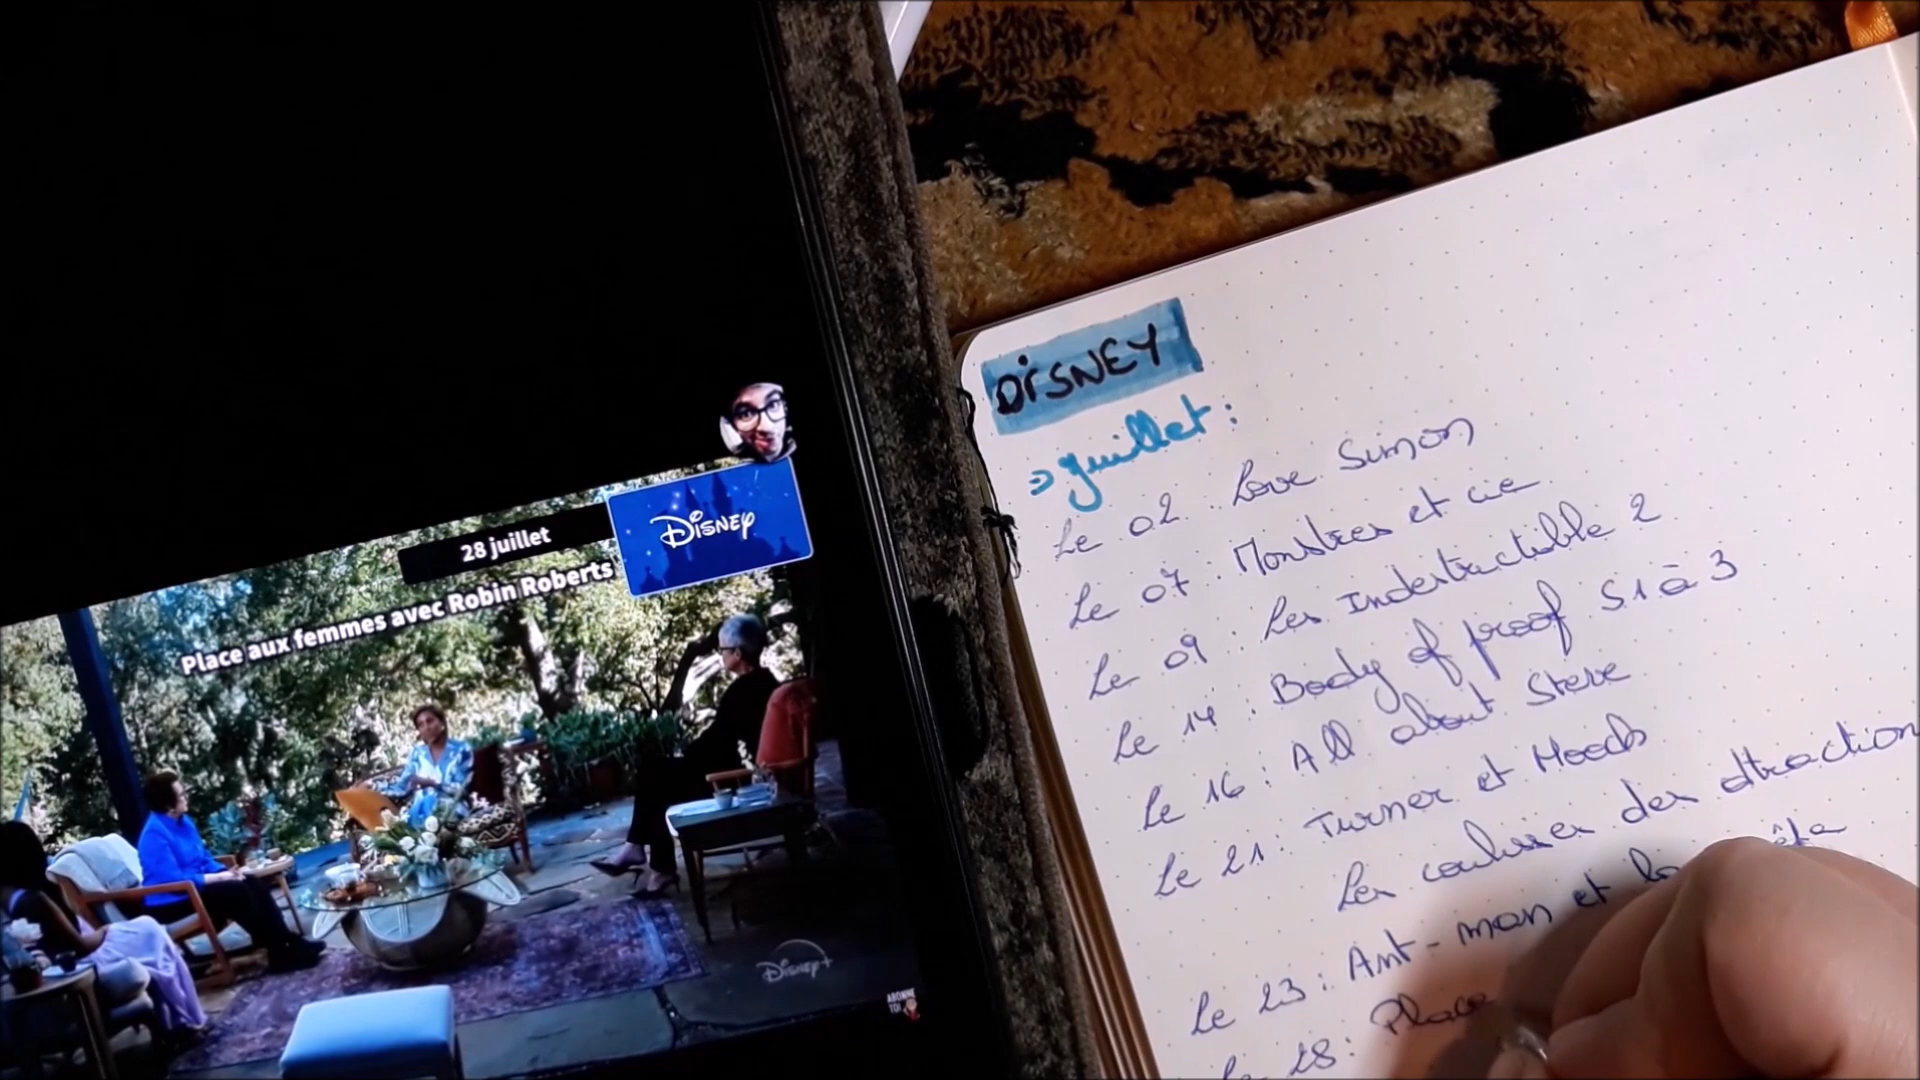 28 juillet
Disney
Place aux femmes avec Robin Roberts
Disney+
ABONNE
TOI
DISNEY
⇒ Juillet :
Le 02 : Love Simon
Le 07 : Monstres et cie
Le 09 : Les Indestructible 2
Le 14 : Body of proof S1 à 3
Le 16 : All about Steve
Le 21 : Turner et Hooch
Les coulisses des attraction
Le 23 : Ant-man et la
Le 28 : Place